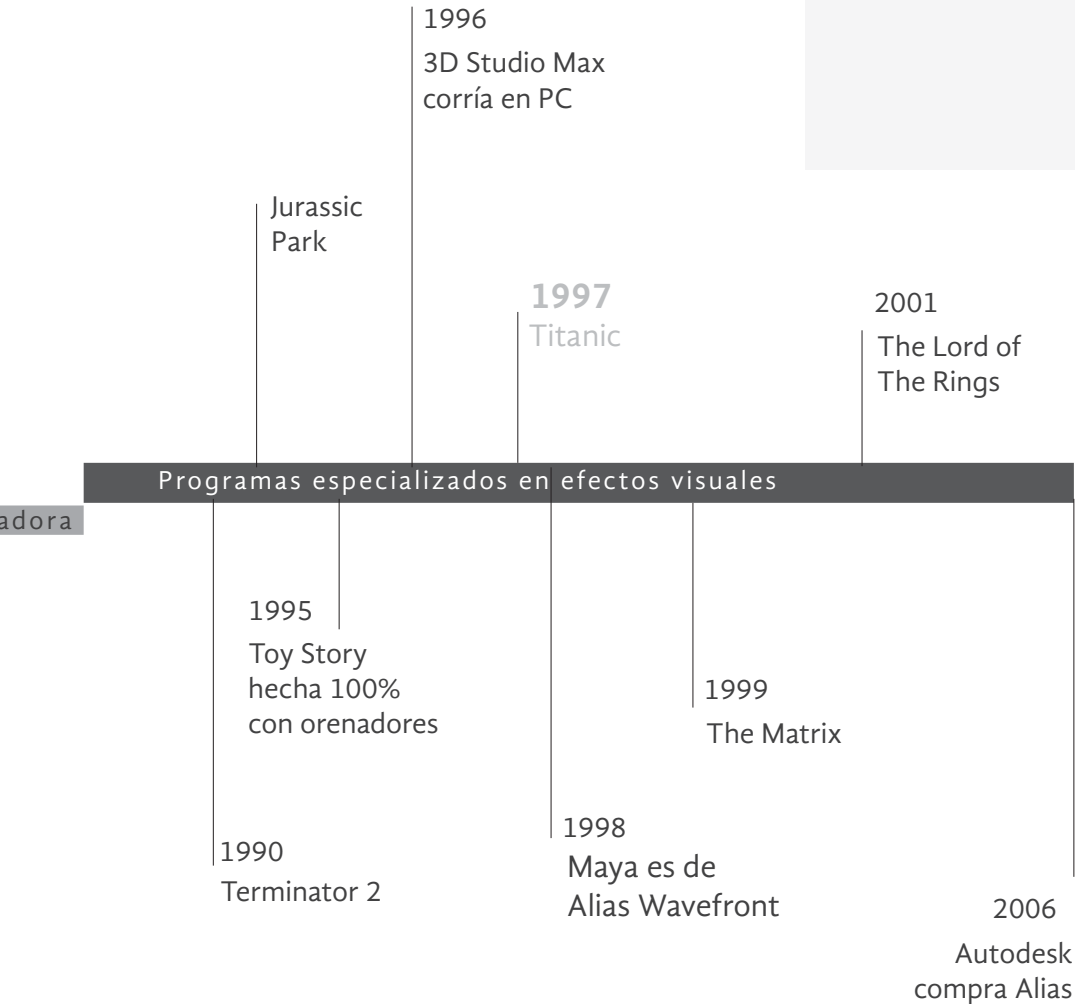 1996
3D Studio Max
corría en PC
Jurassic
Park
1997
Titanic
2001
The Lord of
The Rings
Programas especializados en efectos visuales
adora
1995
Toy Story
hecha 100%
con orenadores
1999
The Matrix
1990
Terminator 2
1998
Maya es de
Alias Wavefront
2006
Autodesk
compra Alias